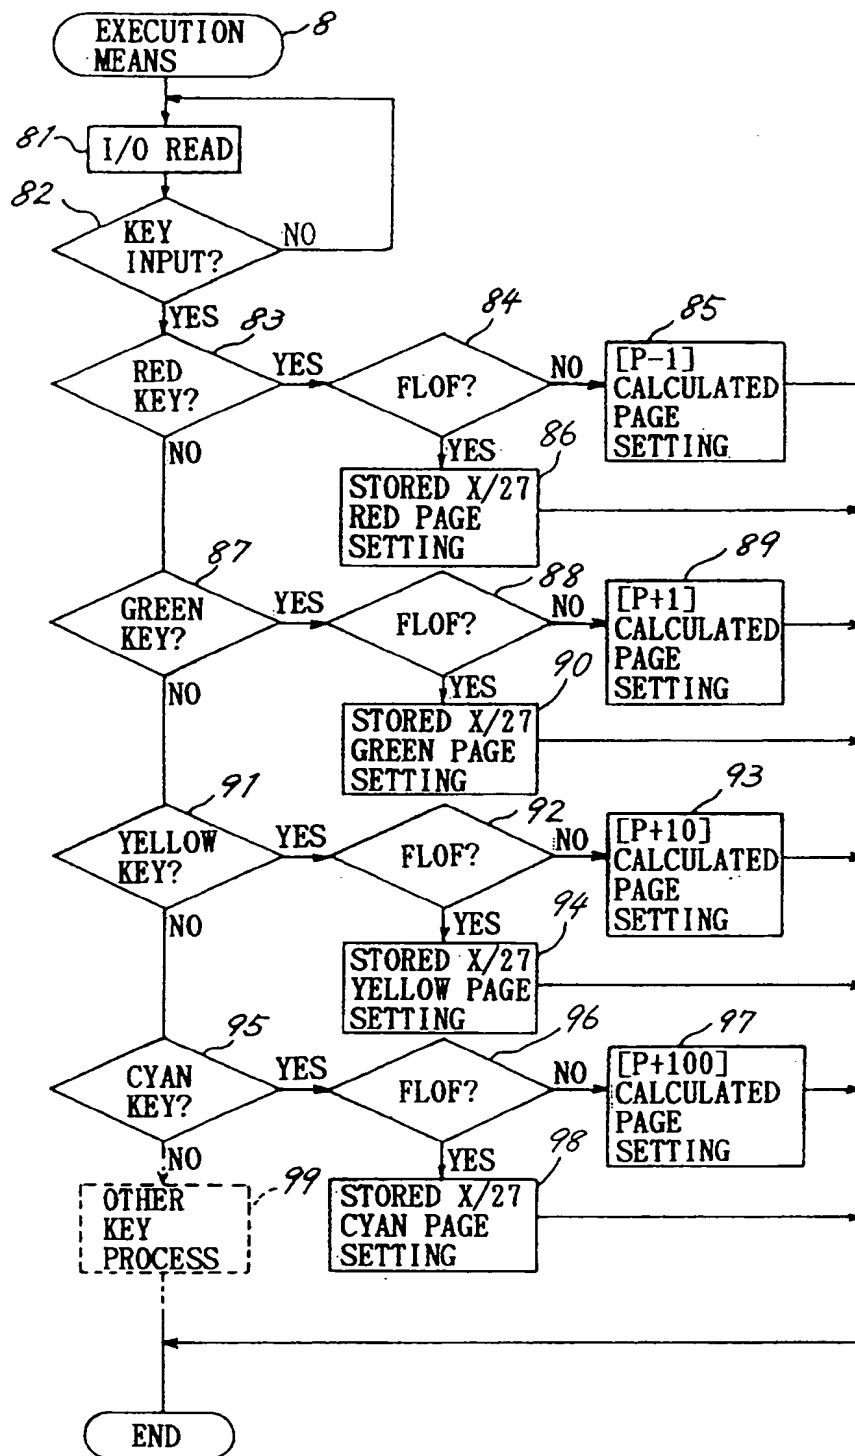 EXECUTION
MEANS
8
81
I/O READ
82
KEY
INPUT?
NO
YES
83
RED
KEY?
YES
84
FLOF?
NO
85
[P-1]
CALCULATED
PAGE
SETTING
NO
YES
86
STORED X/27
RED PAGE
SETTING
87
GREEN
KEY?
YES
88
FLOF?
NO
89
[P+1]
CALCULATED
PAGE
SETTING
NO
YES
90
STORED X/27
GREEN PAGE
SETTING
91
YELLOW
KEY?
YES
92
FLOF?
NO
93
[P+10]
CALCULATED
PAGE
SETTING
NO
YES
94
STORED X/27
YELLOW PAGE
SETTING
95
CYAN
KEY?
YES
96
FLOF?
NO
97
[P+100]
CALCULATED
PAGE
SETTING
NO
YES
98
STORED X/27
CYAN PAGE
SETTING
99
OTHER
KEY
PROCESS
END